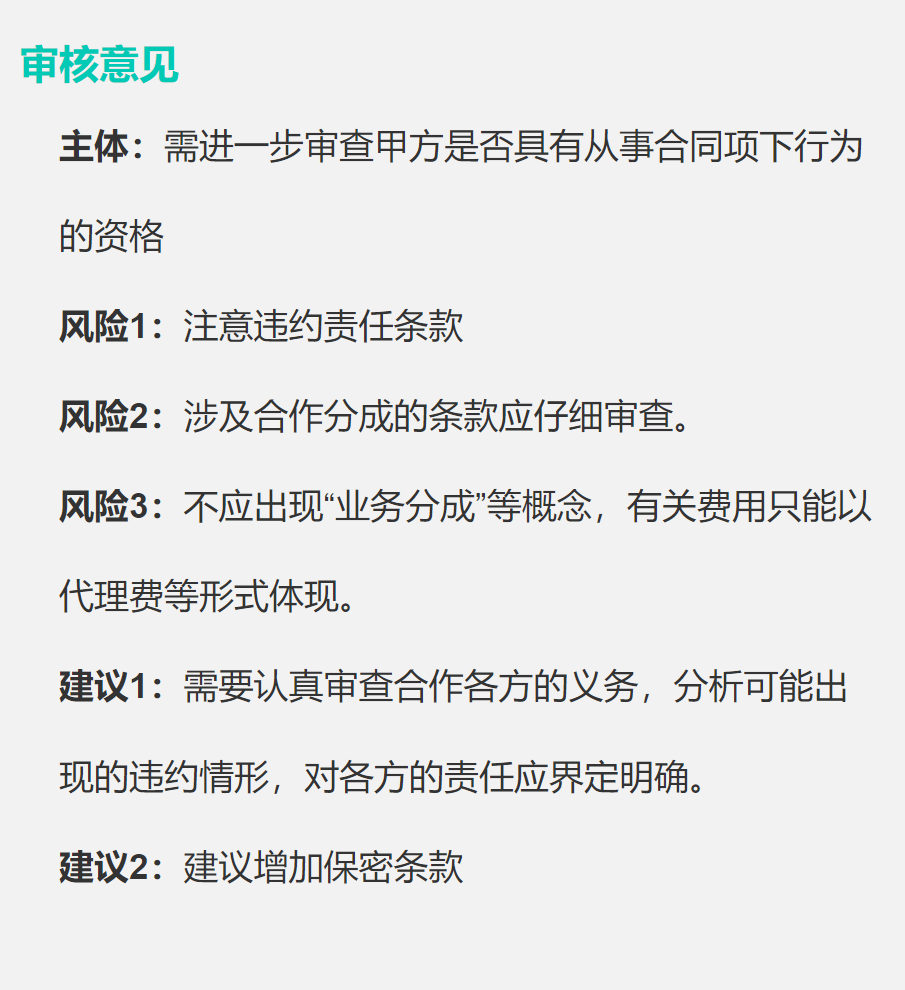 审核意见
主体：需进一步审查甲方是否具有从事合同项下行为
的资格
风险1：注意违约责任条款
风险2：涉及合作分成的条款应仔细审查。
风险3：不应出现“业务分成”等概念，有关费用只能以
代理费等形式体现。
建议1：需要认真审查合作各方的义务，分析可能出
现的违约情形，对各方的责任应界定明确。
建议2：建议增加保密条款